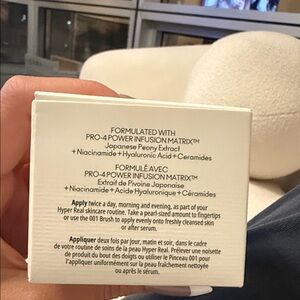 FORMULATED WITH
PRO-4 POWER INFUSION MATRIX™
Japanese Peony Extract
+Niacinamide+Hyaluronic Acid+Ceramides
FORMULÉ AVEC
PRO-4 POWER INFUSION MATRIX™
Extrait de Pivoine Japonaise
+Niacinamide+Acide Hyaluronique+Céramides
Apply twice a day, morning and evening, as part of your
Hyper Real skincare routine. Take a pearl-sized amount to fingertips
or use the 001 Brush to apply evenly onto freshly cleansed skin
or after serum.
Appliquer deux fois par jour, matin et soir, dans le cadre
de votre routine de soins de la peau Hyper Real. Prélever une noisette
de produit du bout des doigts ou utiliser le Pinceau 001 pour
l'appliquer uniformément sur la peau fraîchement nettoyée
ou après le sérum.